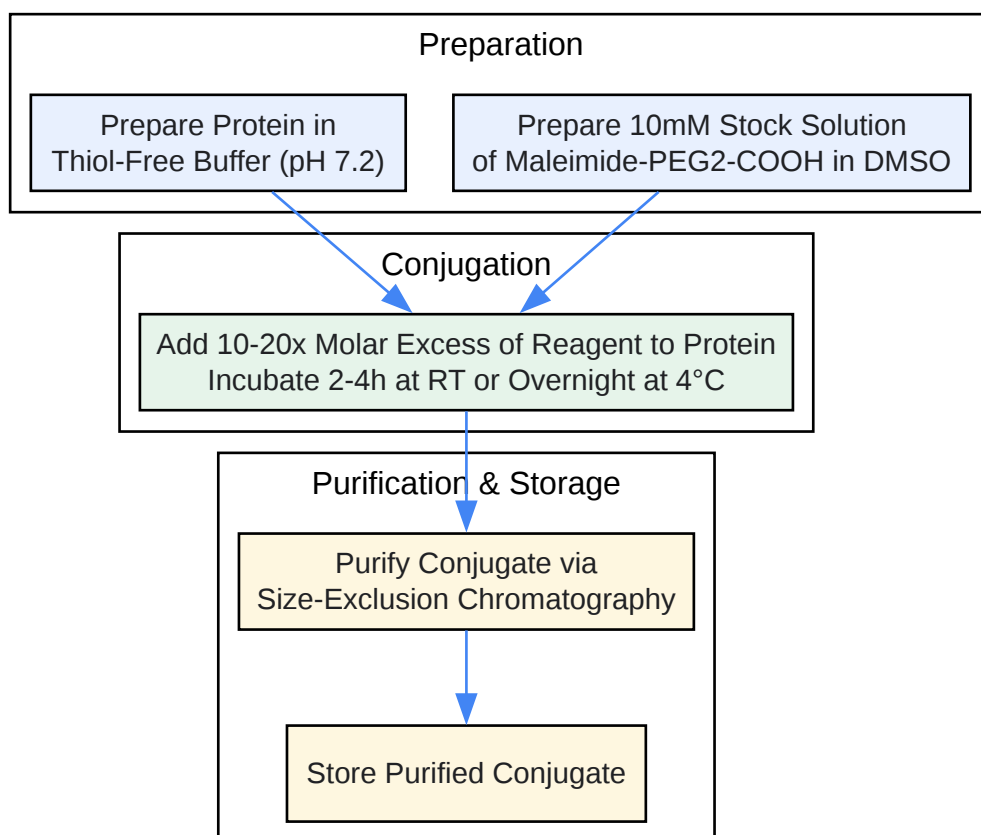 Preparation
Prepare Protein in
Thiol-Free Buffer (pH 7.2)
Prepare 10mM Stock Solution
of Maleimide-PEG2-COOH in DMSO
Conjugation
Add 10-20x Molar Excess of Reagent to Protein
Incubate 2-4h at RT or Overnight at 4°C
Purification & Storage
Purify Conjugate via
Size-Exclusion Chromatography
Store Purified Conjugate